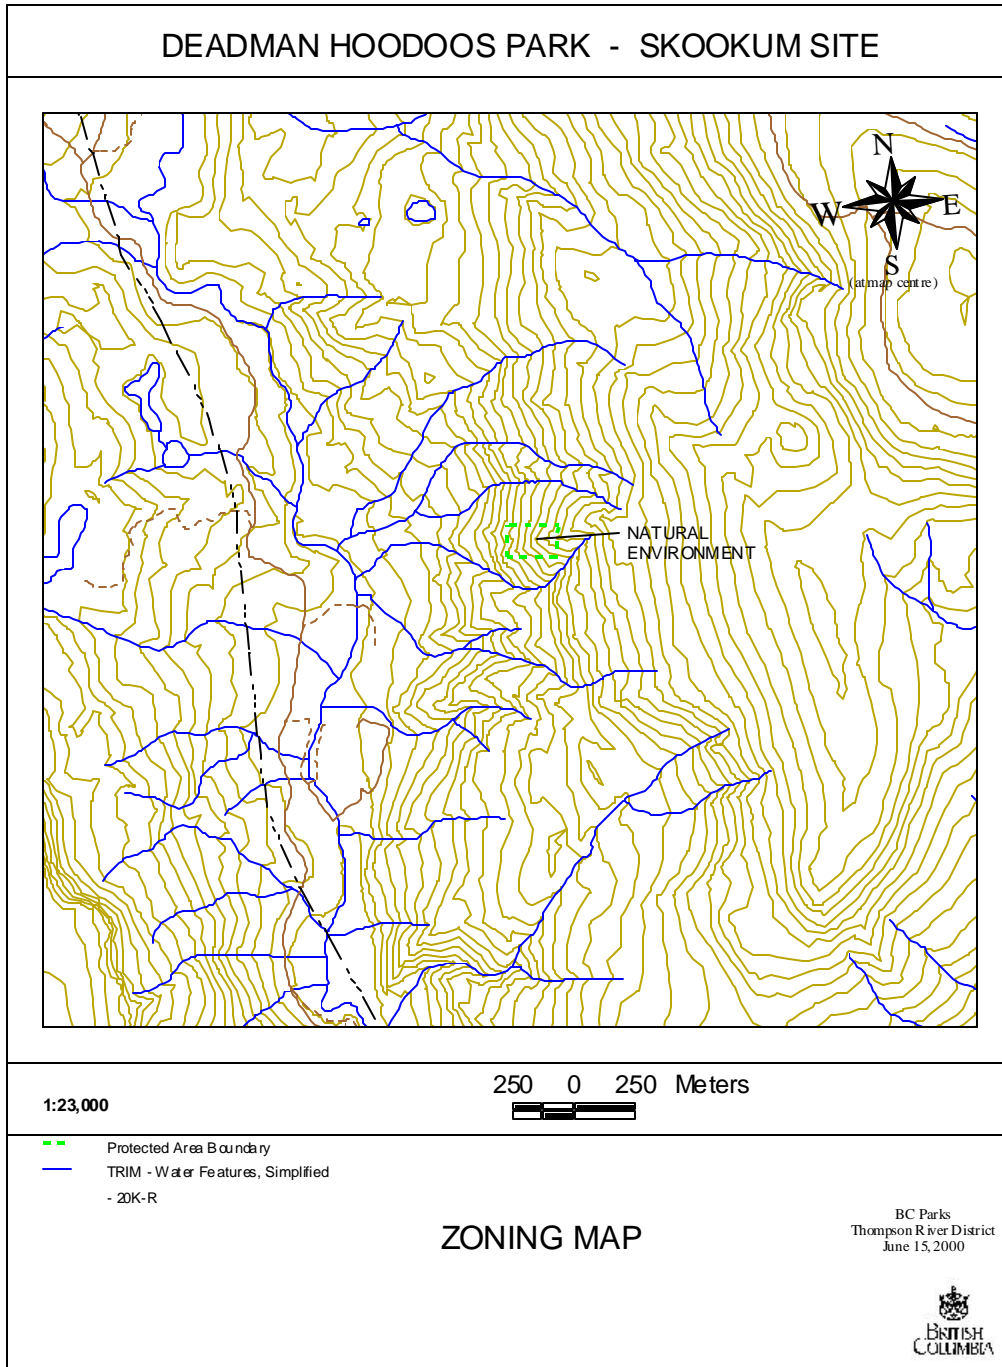 DEADMAN HOODOOS PARK - SKOOKUM SITE
N
W E
S
(at map centre)
NATURAL
ENVIRONMENT
250 0 250 Meters
1:23,000
Protected Area Boundary
TRIM - Water Features, Simplified
- 20K-R
ZONING MAP
BC Parks
Thompson River District
June 15, 2000
BRITISH
COLUMBIA